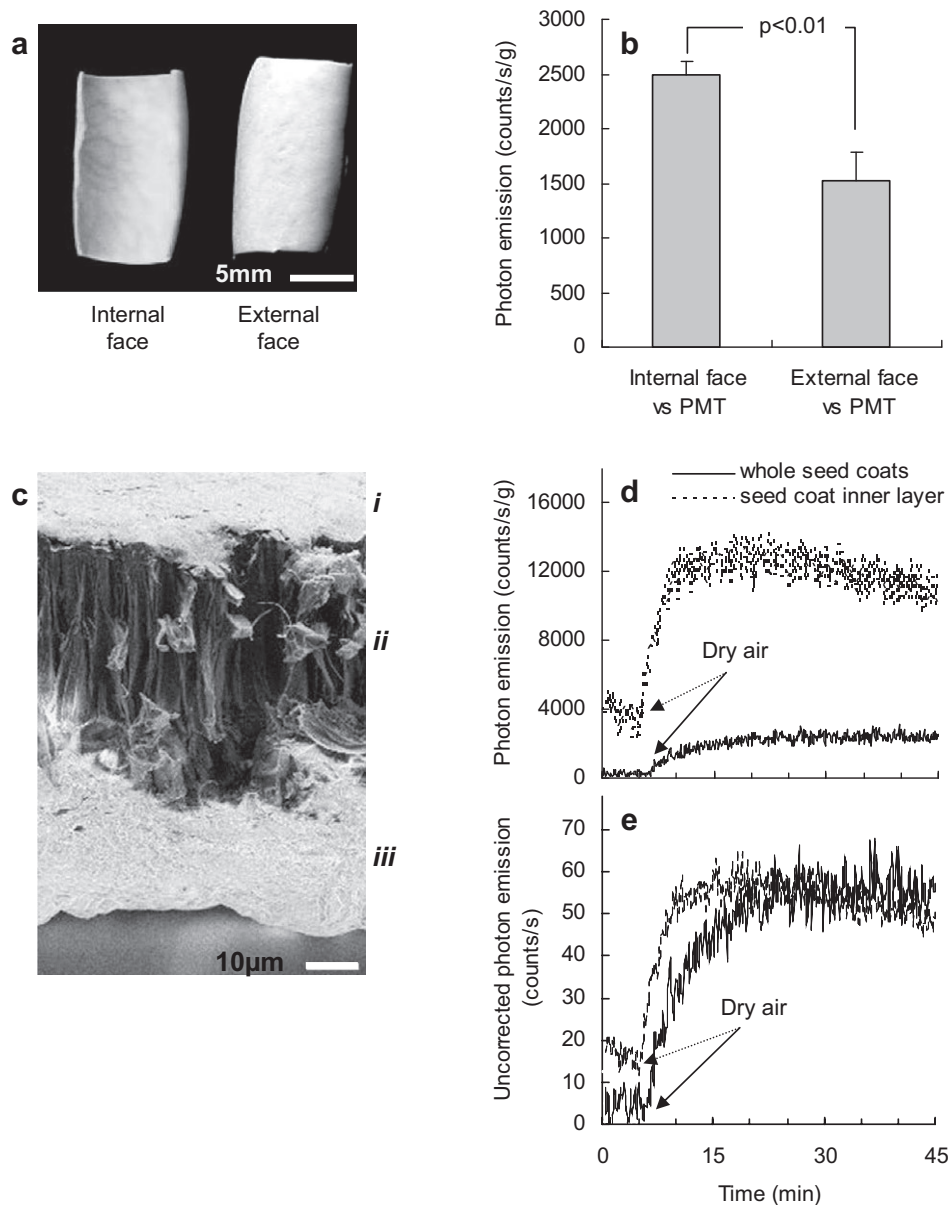 a
5mm
Internal
face
External
face
b
p<0.01
Photon emission (counts/s/g)
3000
2500
2000
1500
1000
500
0
Internal face
vs PMT
External face
vs PMT
c
i
ii
iii
10µm
d
whole seed coats
seed coat inner layer
Photon emission (counts/s/g)
16000
12000
8000
4000
0
Dry air
e
Uncorrected photon emission
(counts/s)
70
60
50
40
30
20
10
0
Dry air
0
15
30
45
Time (min)